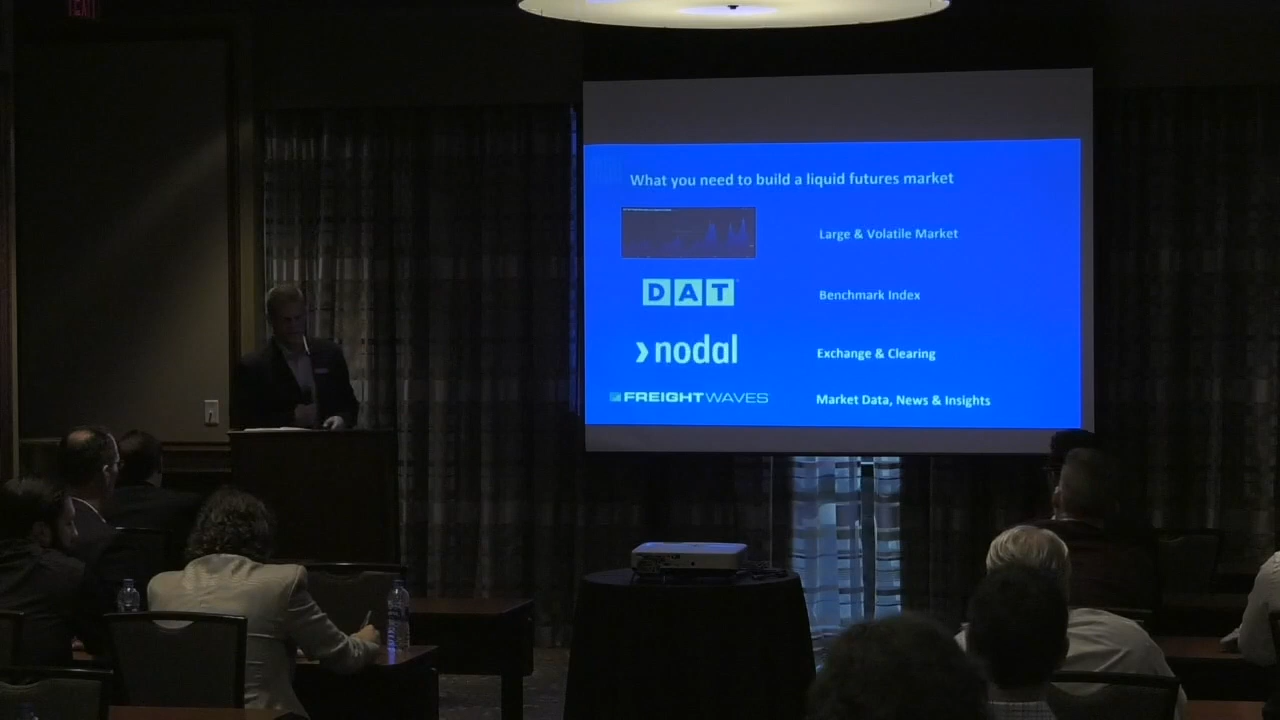 What you need to build a liquid futures market
Large & Volatile Market
DAT
Benchmark Index
nodal
Exchange & Clearing
FREIGHTWAVES
Market Data, News & Insights